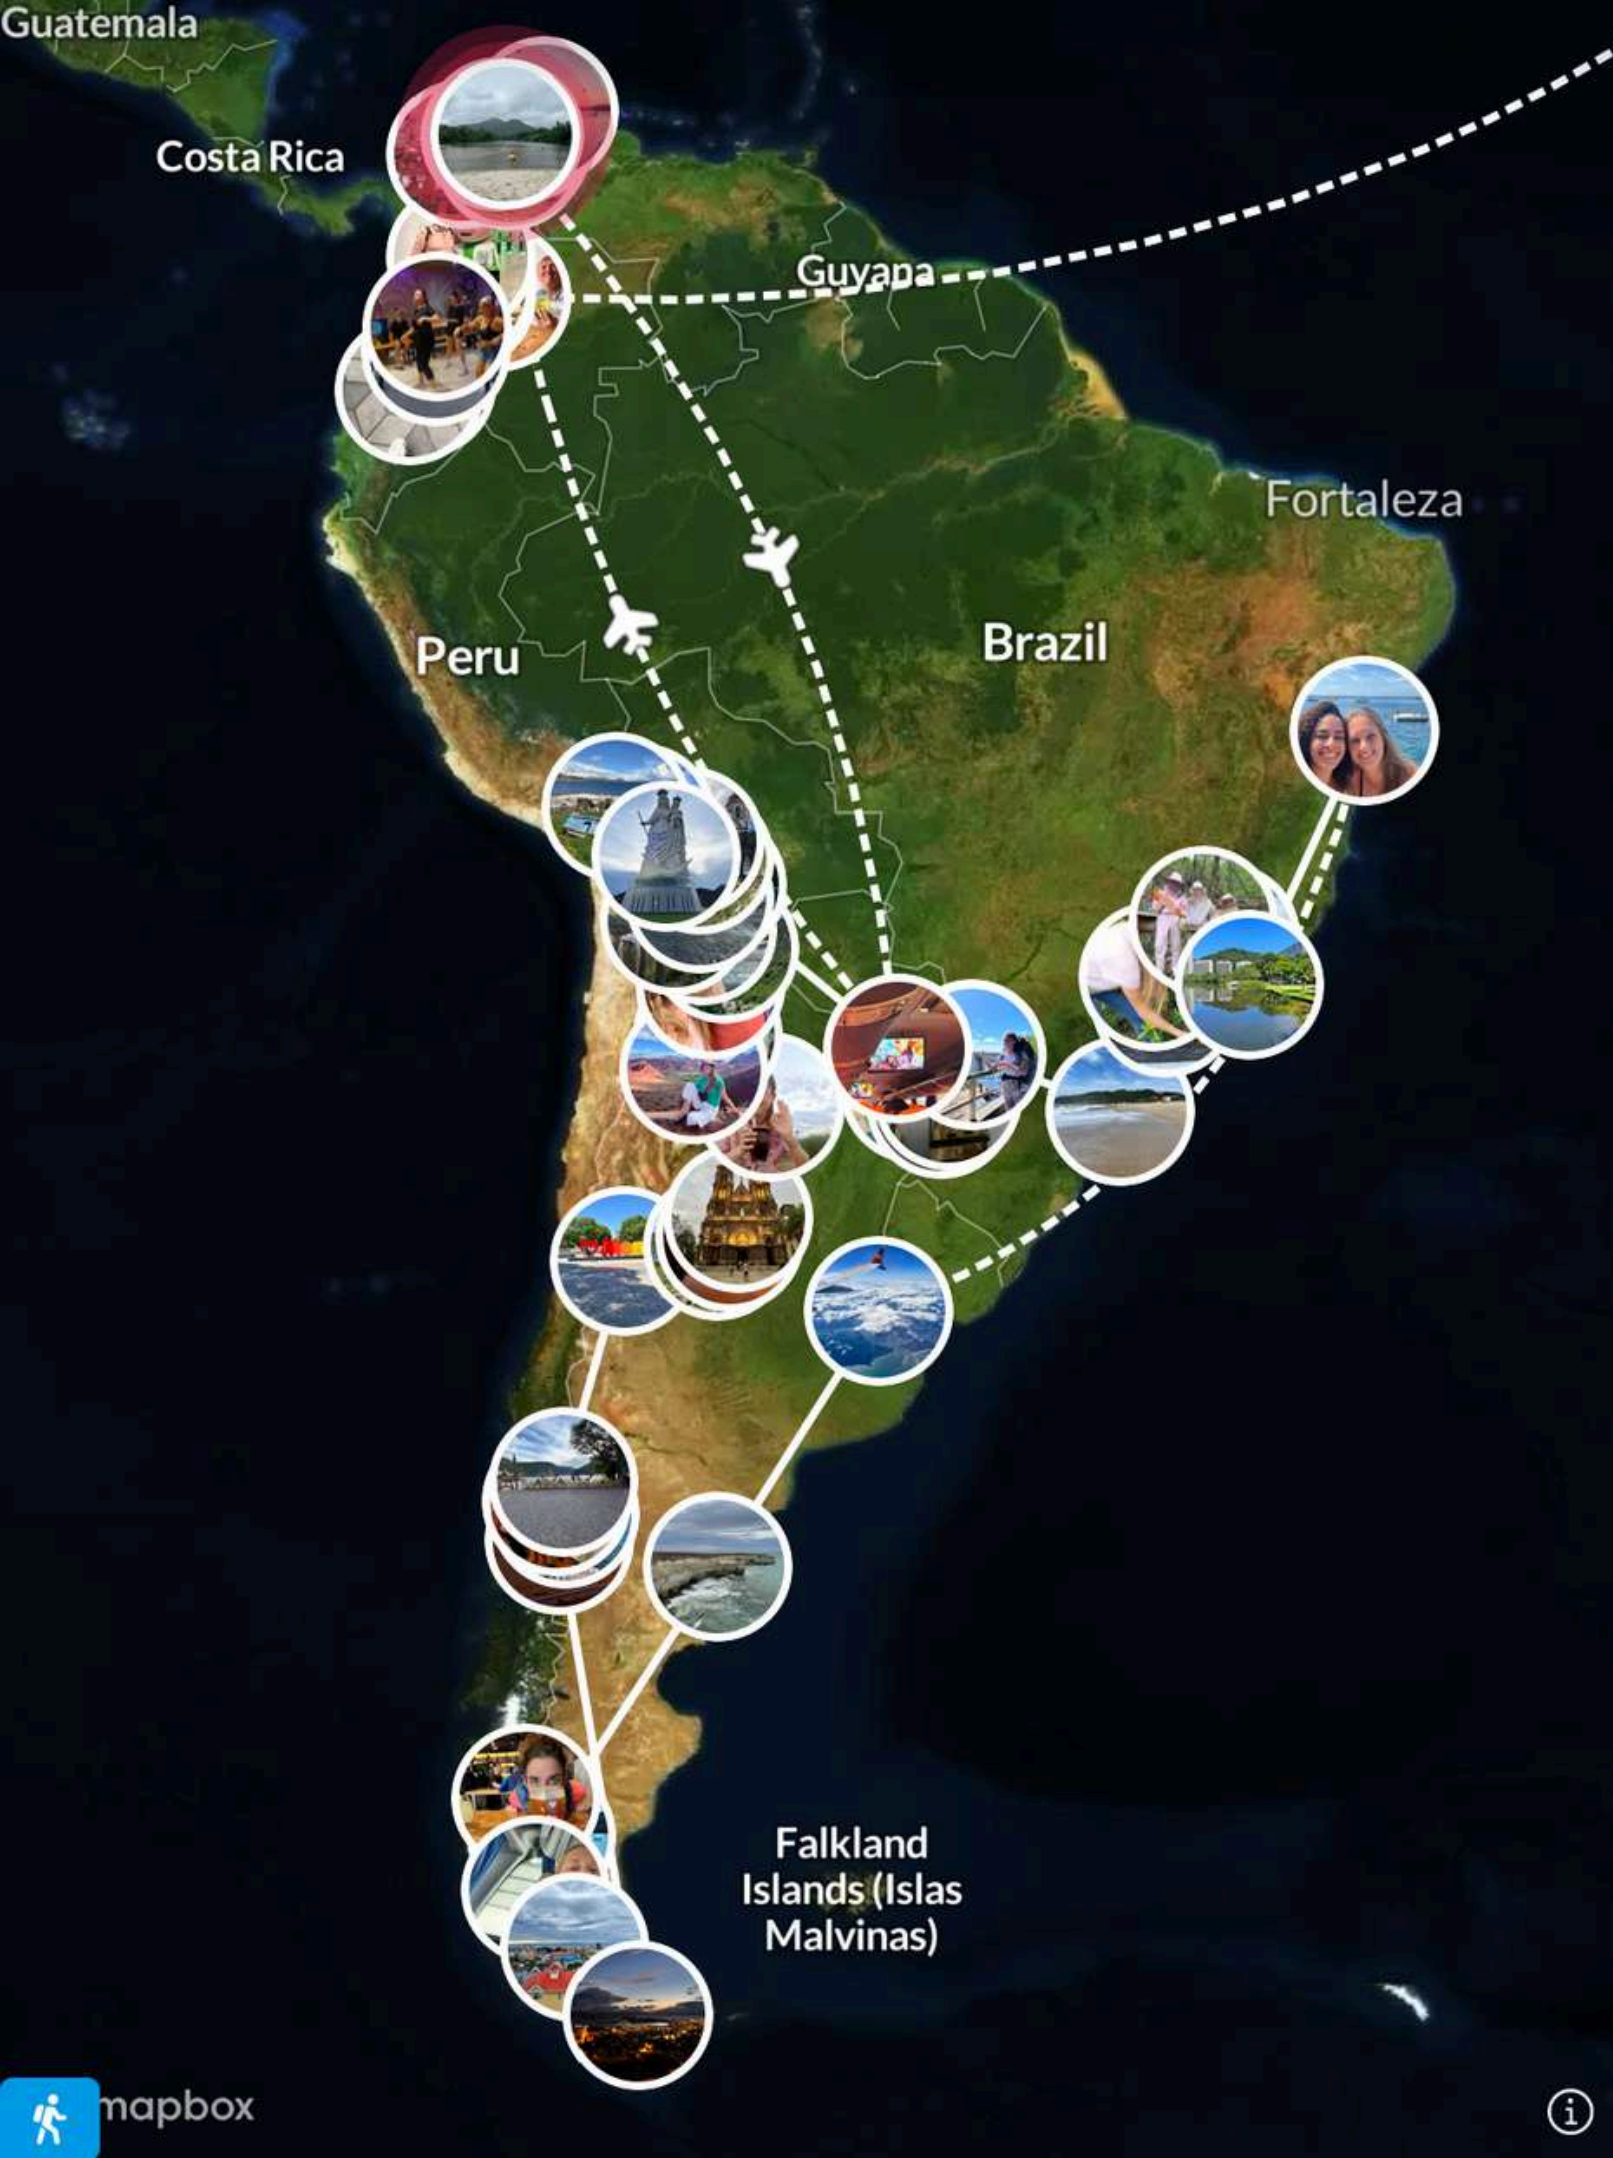 Guatemala
Costa Rica
Guyana
Fortaleza
Brazil
Peru
Falkland
Islands (Islas
Malvinas)
mapbox